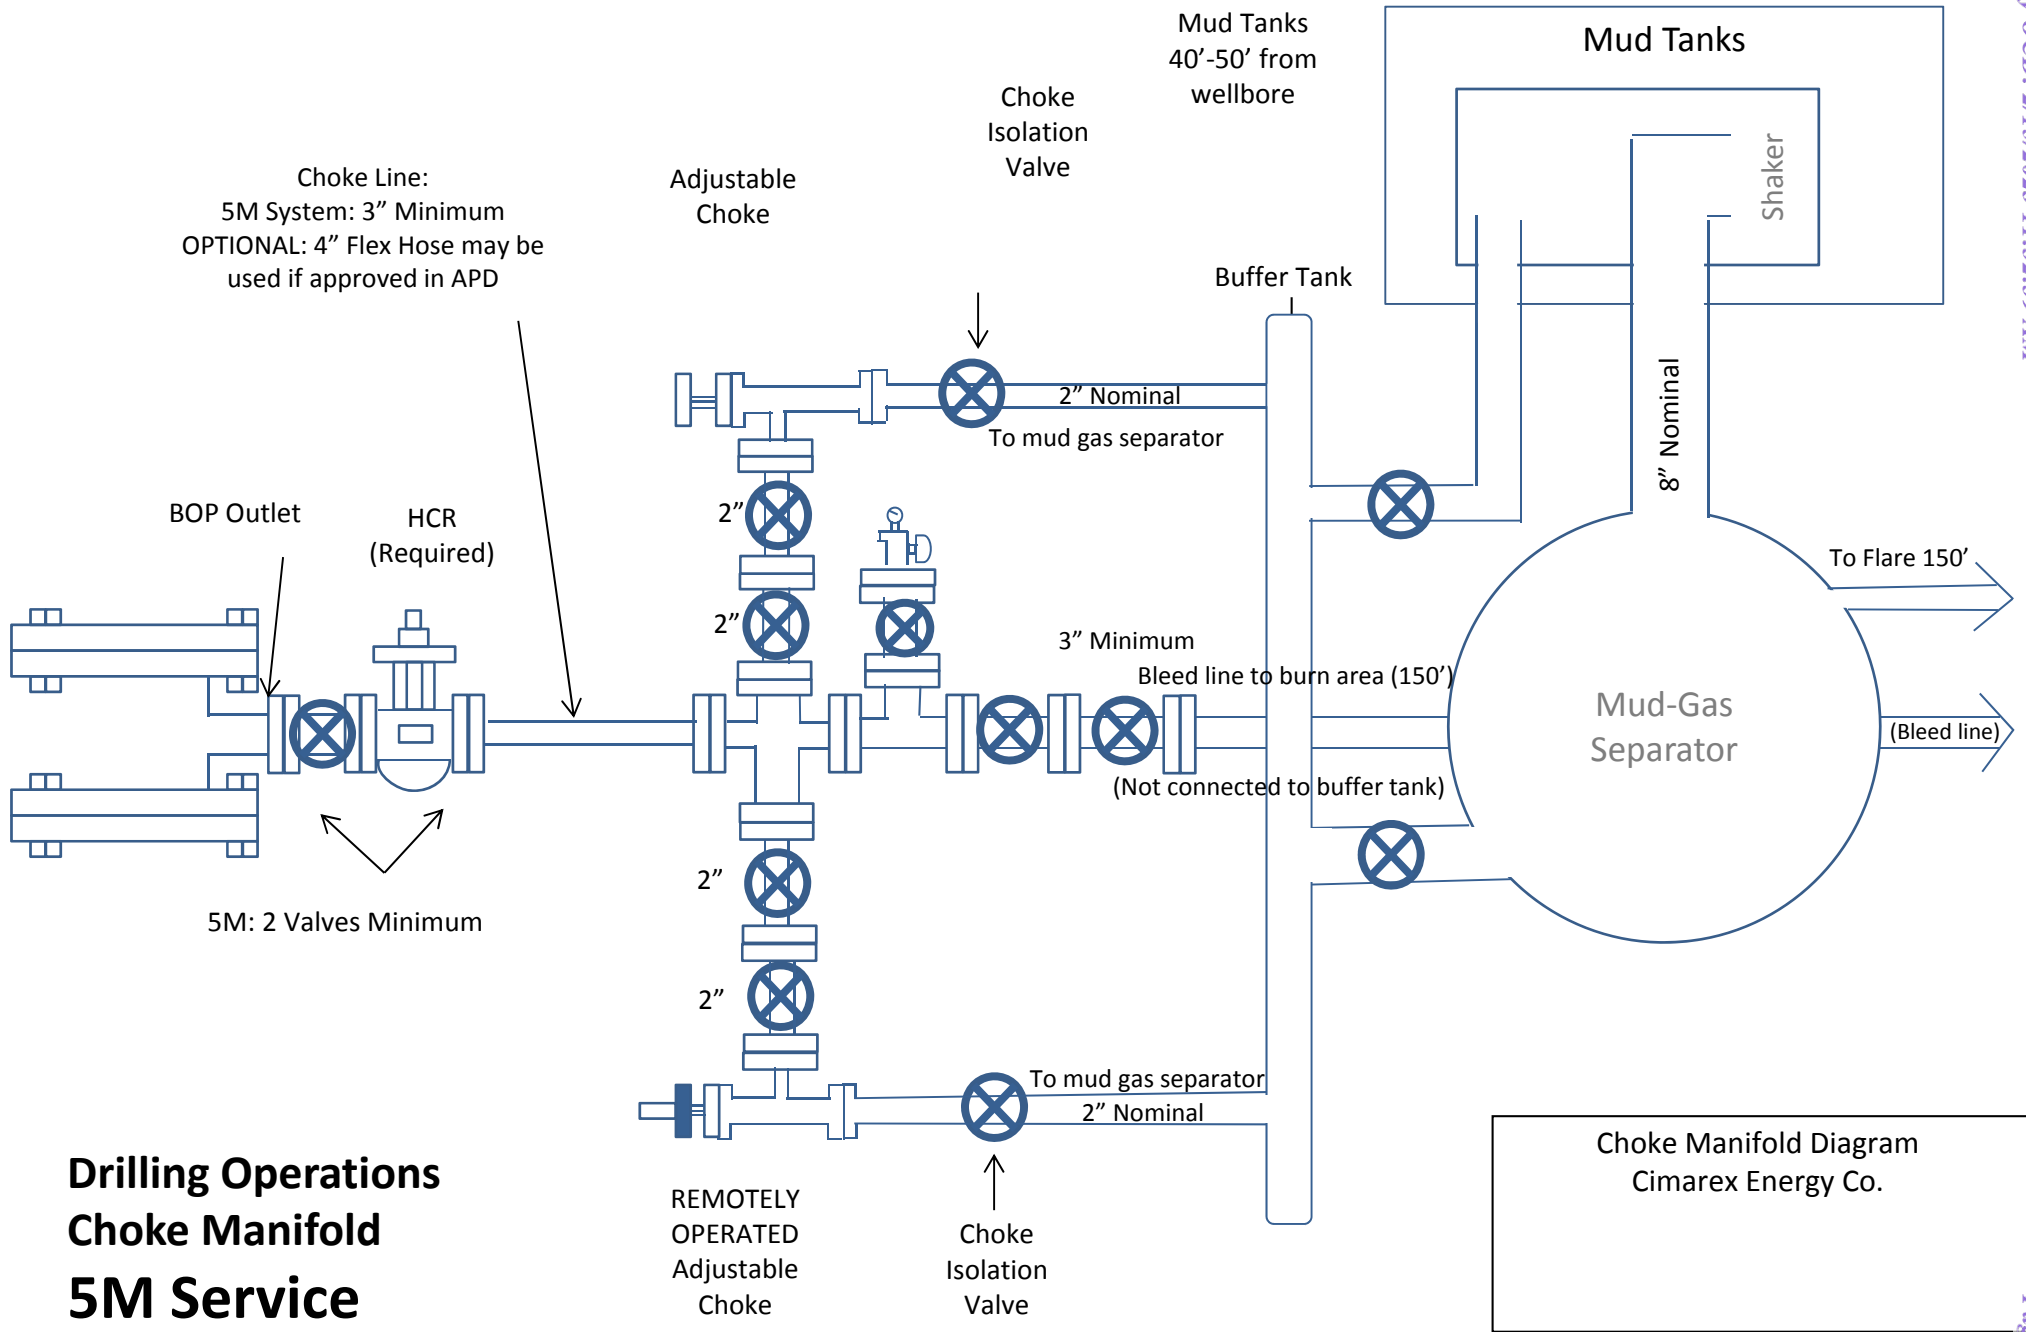 Mud Tanks
40’-50’ from
wellbore
Mud Tanks
Choke
Isolation
Valve
Shaker
Choke Line:
5M System: 3” Minimum
OPTIONAL: 4” Flex Hose may be
used if approved in APD
Adjustable
Choke
Buffer Tank
2” Nominal
To mud gas separator
8” Nominal
BOP Outlet
HCR
(Required)
2”
2”
To Flare 150’
3” Minimum
Bleed line to burn area (150’)
Mud-Gas
Separator
(Bleed line)
(Not connected to buffer tank)
2”
5M: 2 Valves Minimum
2”
To mud gas separator
2” Nominal
REMOTELY
OPERATED
Adjustable
Choke
Choke
Isolation
Valve
Drilling Operations
Choke Manifold
5M Service
Choke Manifold Diagram
Cimarex Energy Co.